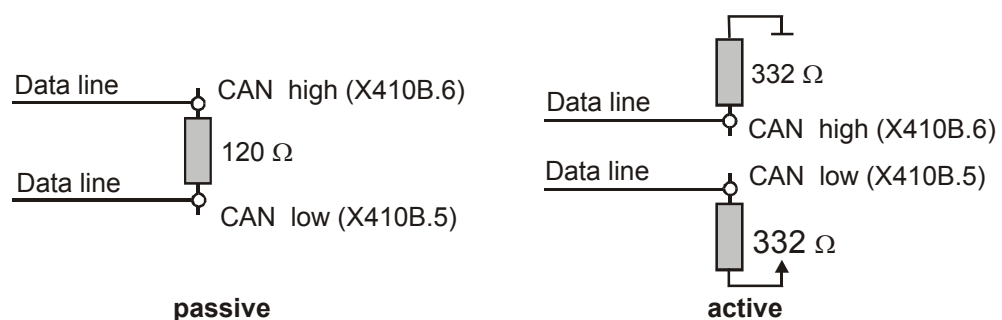 Data line
CAN high (X410B.6)
120 Ω
Data line
CAN low (X410B.5)
passive
332 Ω
Data line
CAN high (X410B.6)
Data line
CAN low (X410B.5)
332 Ω
active